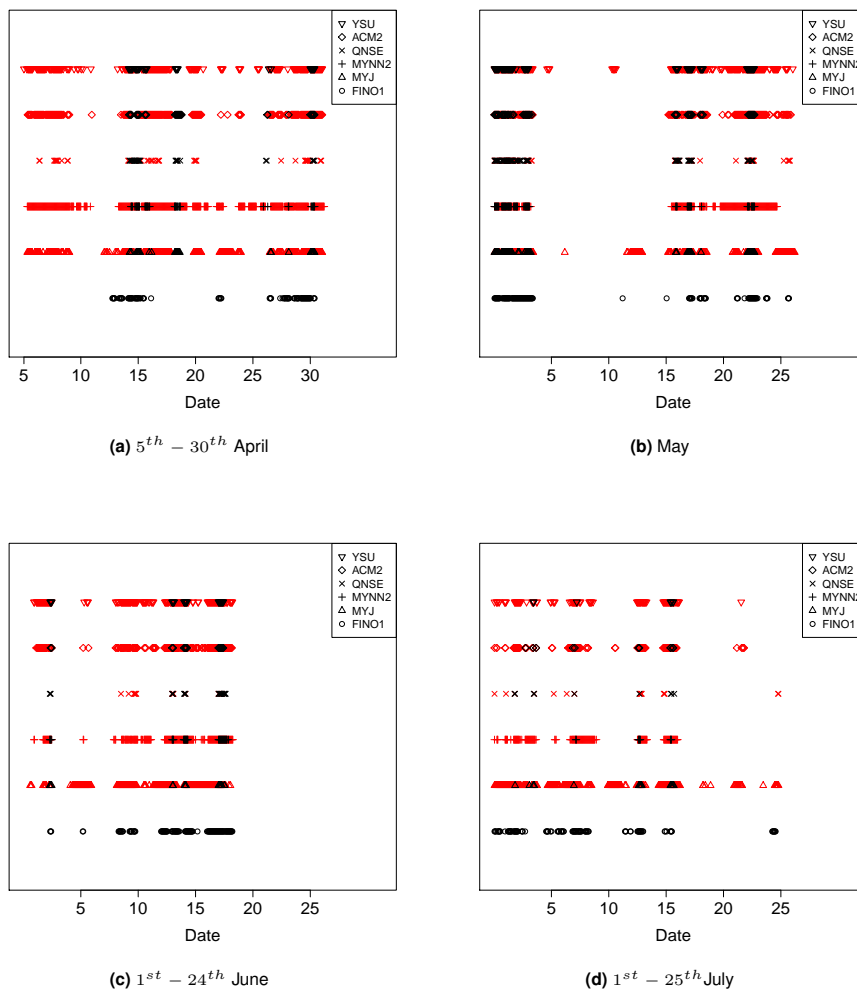 YSU
ACM2
QNSE
MYNN2
MYJ
FINO1
5 10 15 20 25 30
Date
(a) 5th − 30th April
YSU
ACM2
QNSE
MYNN2
MYJ
FINO1
5 10 15 20 25
Date
(b) May
YSU
ACM2
QNSE
MYNN2
MYJ
FINO1
5 10 15 20 25
Date
(c) 1st − 24th June
YSU
ACM2
QNSE
MYNN2
MYJ
FINO1
5 10 15 20 25
Date
(d) 1st − 25thJuly